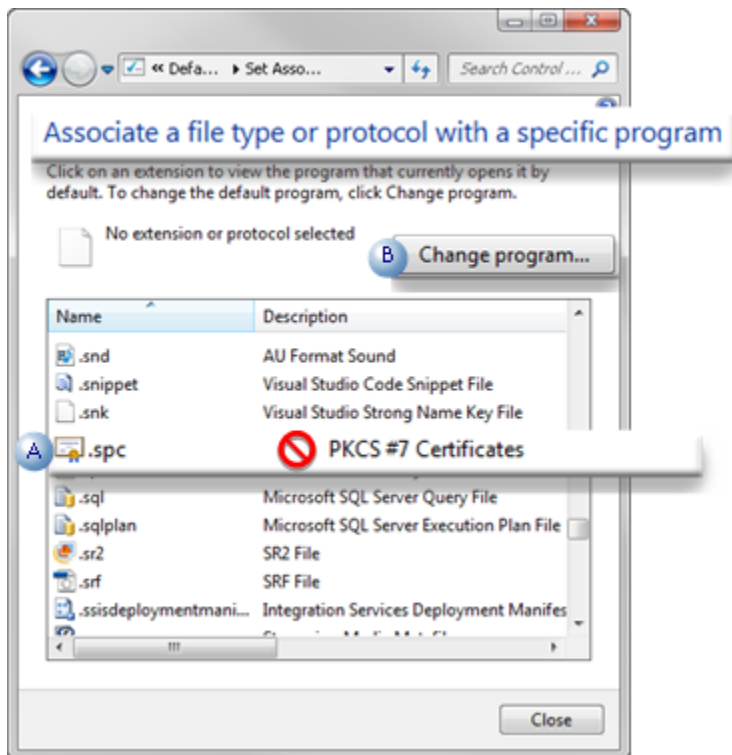 « Defa... ▸ Set Asso...
Search Control ...
Associate a file type or protocol with a specific program
Click on an extension to view the program that currently opens it by
default. To change the default program, click Change program.
No extension or protocol selected
B Change program...
Name Description
.snd AU Format Sound
.snippet Visual Studio Code Snippet File
.snk Visual Studio Strong Name Key File
A .spc PKCS #7 Certificates
.sql Microsoft SQL Server Query File
.sqlplan Microsoft SQL Server Execution Plan File
.sr2 SR2 File
.srf SRF File
.ssisdeploymentmani... Integration Services Deployment Manifes
Close